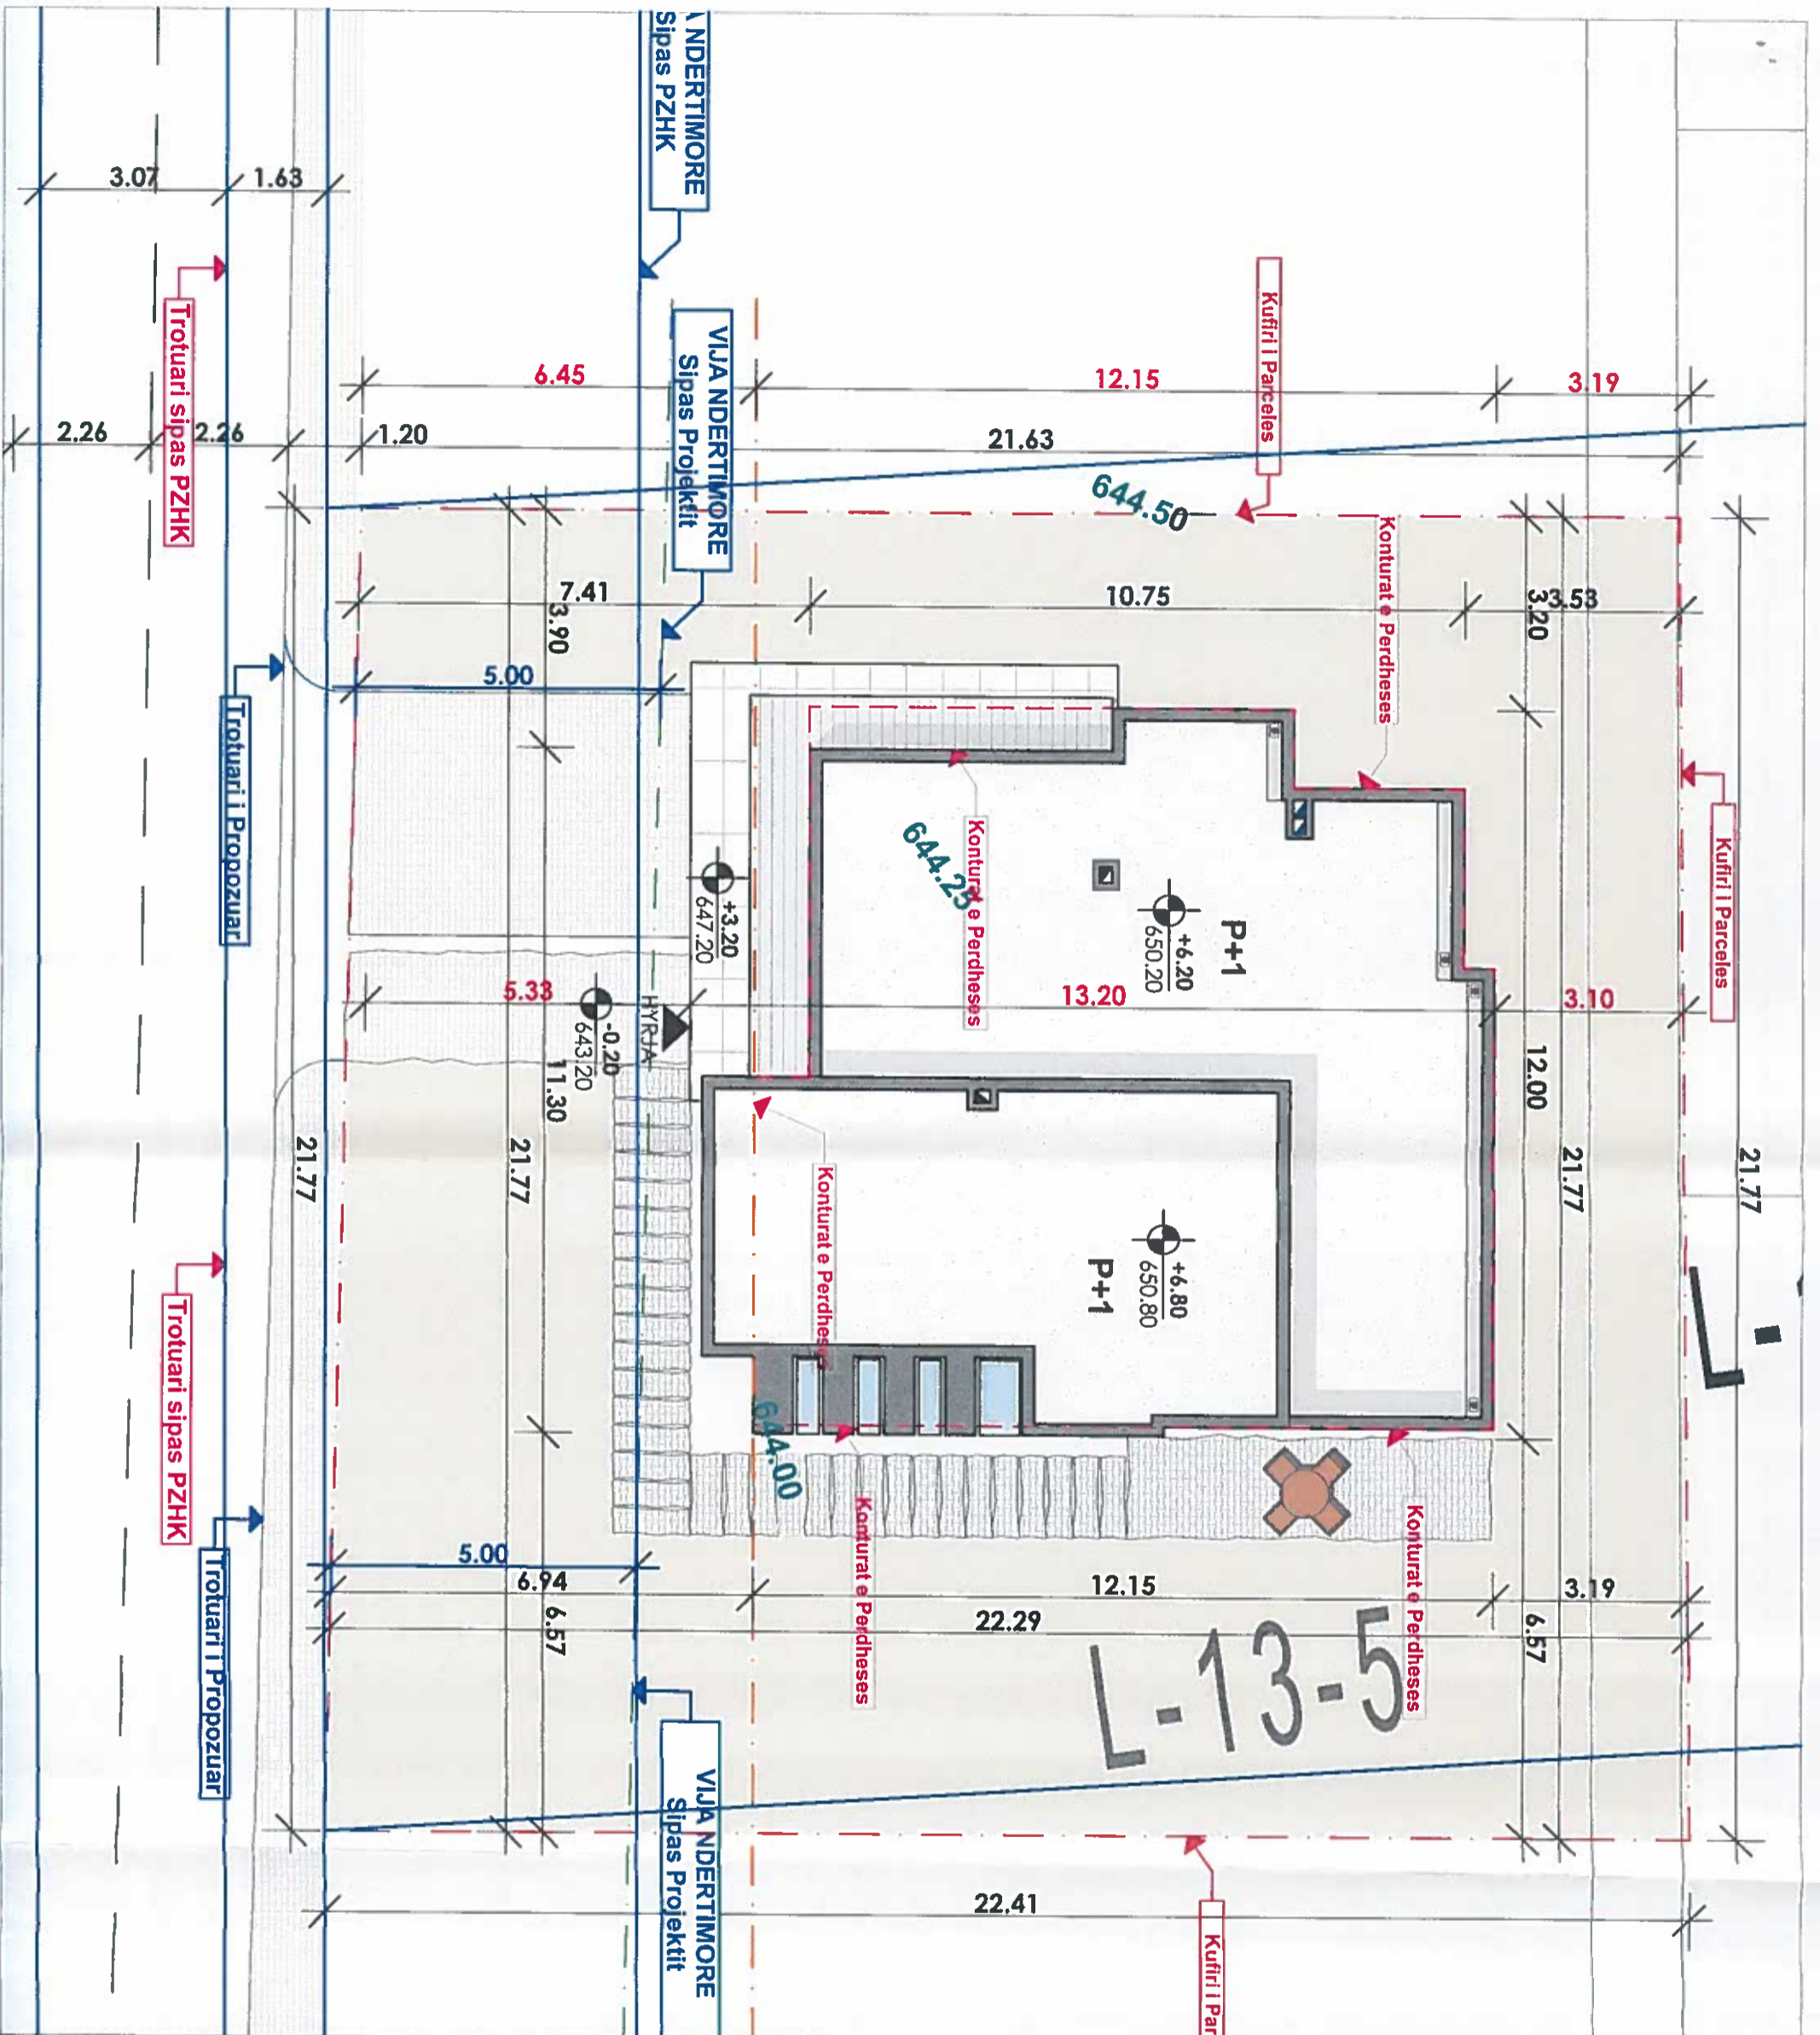 A NDERTIMORE
Sipas PZHK
3.07
1.63
Trotuari sipas PZHK
VIJA NDERTIMORE
Sipas Projektit
Kufiri i Parceles
6.45
12.15
3.19
2.26
2.26
1.20
21.63
644.50
Konturat e Perdheses
7.41
3.90
10.75
3.20
3.53
5.00
Trotuari i Propozuar
Kufiri i Parceles
Konturat e Perdheses
644.25
+3.20
647.20
+6.20
650.20
P+1
5.33
13.20
3.10
HYRJA
-0.20
643.20
11.30
12.00
21.77
21.77
21.77
21.77
Konturat e Perdheses
+6.80
650.80
P+1
L
Trotuari sipas PZHK
644.00
Konturat e Perdheses
Konturat e Perdheses
5.00
6.94
12.15
3.19
6.57
22.29
6.57
L-13-5
Trotuari i Propozuar
VIJA NDERTIMORE
Sipas Projektit
22.41
Kufiri i Par